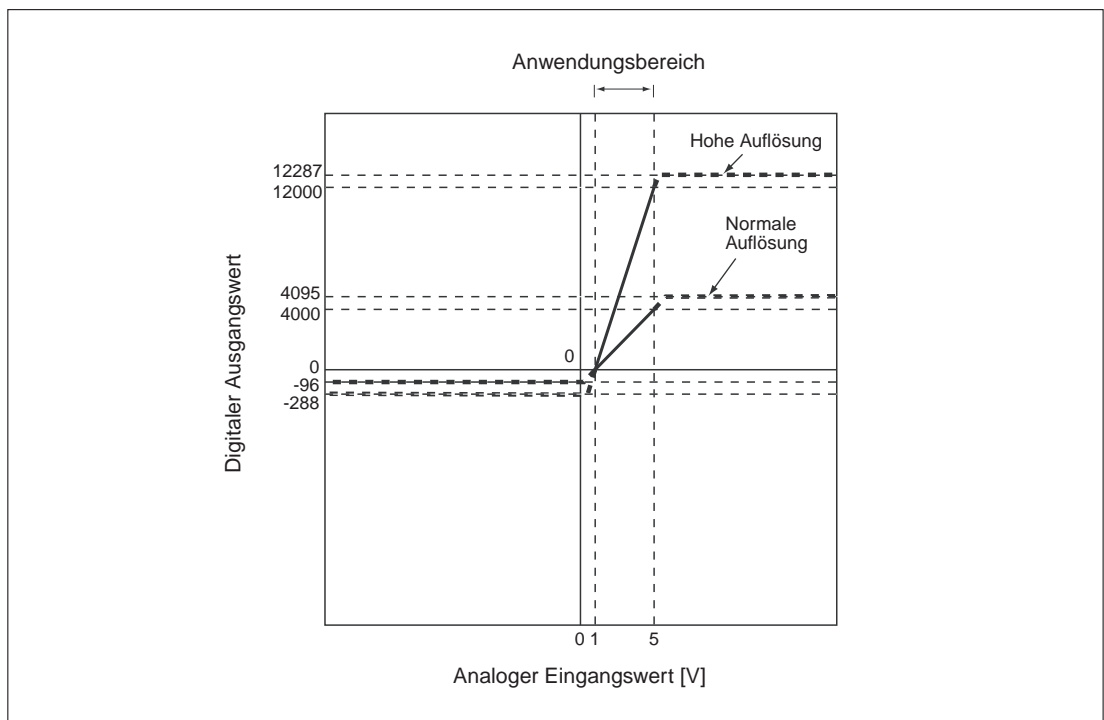 Anwendungsbereich
Hohe Auflösung
12287
12000
Normale
Auflösung
4095
4000
0
0
-96
-288
Digitaler Ausgangswert
0 1 5
Analoger Eingangswert [V]